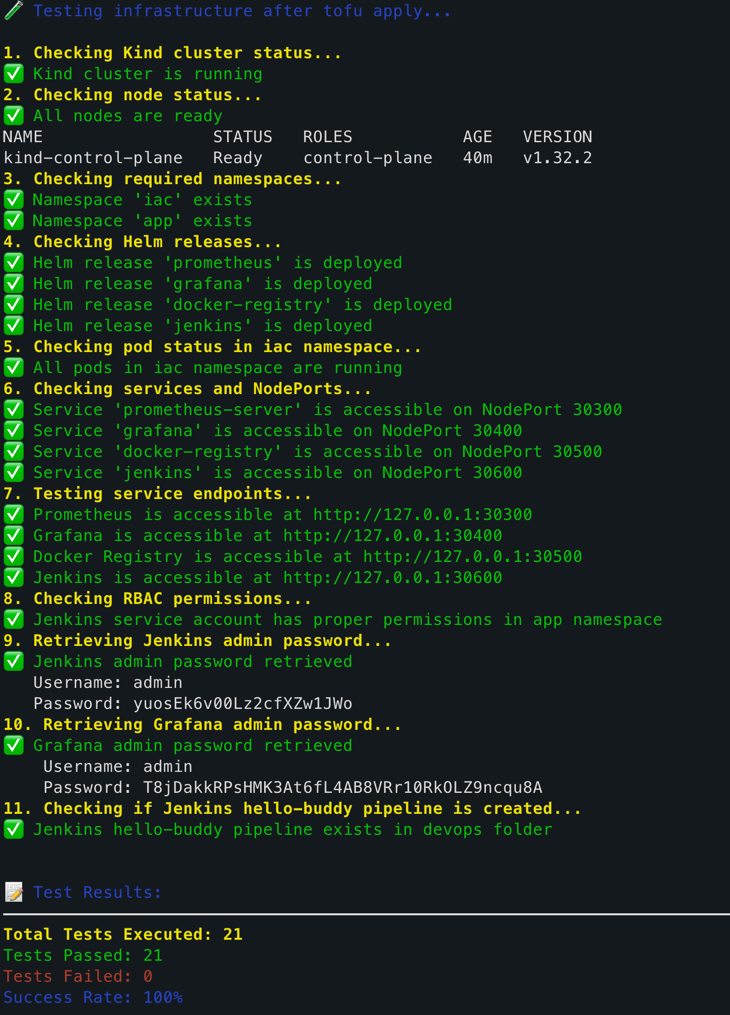 Testing infrastructure after tofu apply...
1. Checking Kind cluster status...
Kind cluster is running
2. Checking node status...
All nodes are ready
NAME STATUS ROLES AGE VERSION
kind-control-plane Ready control-plane 40m v1.32.2
3. Checking required namespaces...
Namespace 'iac' exists
Namespace 'app' exists
4. Checking Helm releases...
Helm release 'prometheus' is deployed
Helm release 'grafana' is deployed
Helm release 'docker-registry' is deployed
Helm release 'jenkins' is deployed
5. Checking pod status in iac namespace...
All pods in iac namespace are running
6. Checking services and NodePorts...
Service 'prometheus-server' is accessible on NodePort 30300
Service 'grafana' is accessible on NodePort 30400
Service 'docker-registry' is accessible on NodePort 30500
Service 'jenkins' is accessible on NodePort 30600
7. Testing service endpoints...
Prometheus is accessible at http://127.0.0.1:30300
Grafana is accessible at http://127.0.0.1:30400
Docker Registry is accessible at http://127.0.0.1:30500
Jenkins is accessible at http://127.0.0.1:30600
8. Checking RBAC permissions...
Jenkins service account has proper permissions in app namespace
9. Retrieving Jenkins admin password...
Jenkins admin password retrieved
Username: admin
Password: yuosEk6v00Lz2cfXZw1JWo
10. Retrieving Grafana admin password...
Grafana admin password retrieved
Username: admin
Password: T8jDakkRPsHMK3At6fL4AB8VRr10RkOLZ9ncqu8A
11. Checking if Jenkins hello-buddy pipeline is created...
Jenkins hello-buddy pipeline exists in devops folder
Test Results:
Total Tests Executed: 21
Tests Passed: 21
Tests Failed: 0
Success Rate: 100%